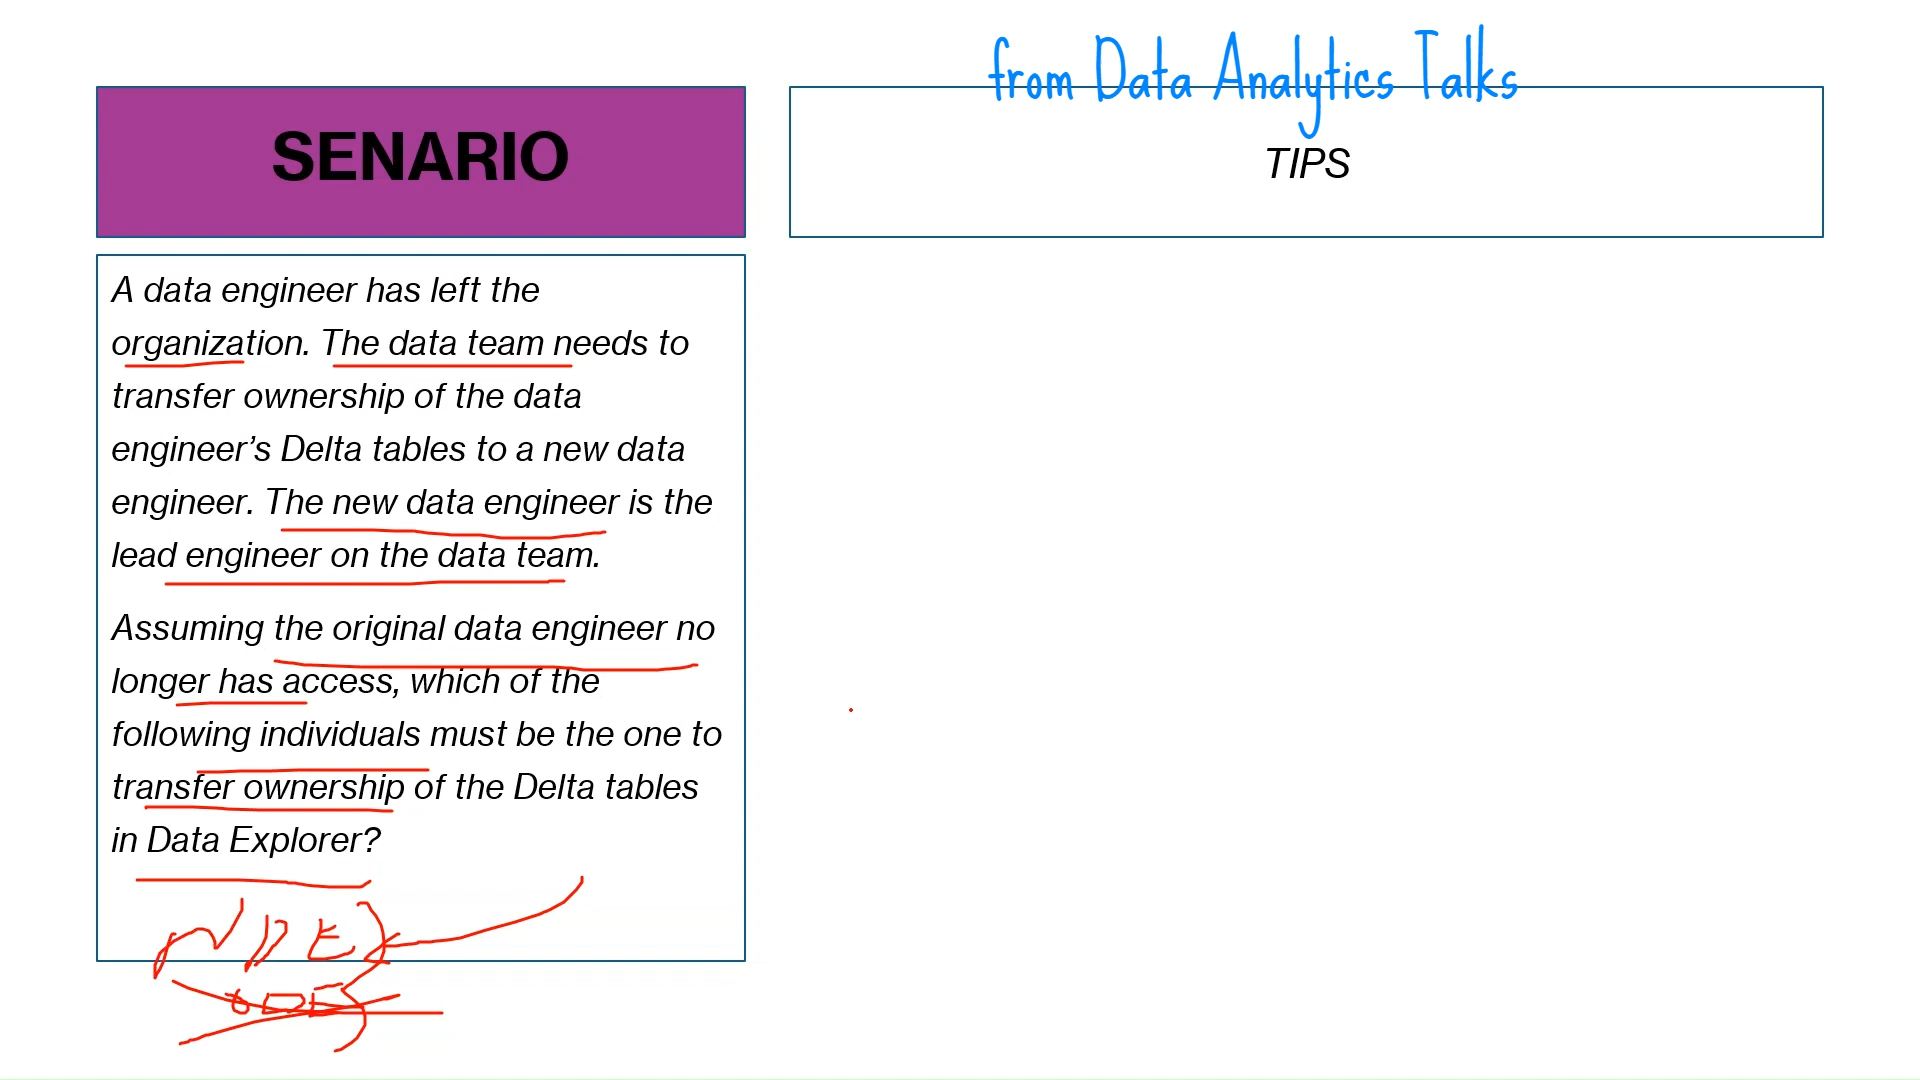 from Data Analytics Talks
SENARIO
TIPS
A data engineer has left the
organization. The data team needs to
transfer ownership of the data
engineer’s Delta tables to a new data
engineer. The new data engineer is the
lead engineer on the data team.
Assuming the original data engineer no
longer has access, which of the
following individuals must be the one to
transfer ownership of the Delta tables
in Data Explorer?
NDE